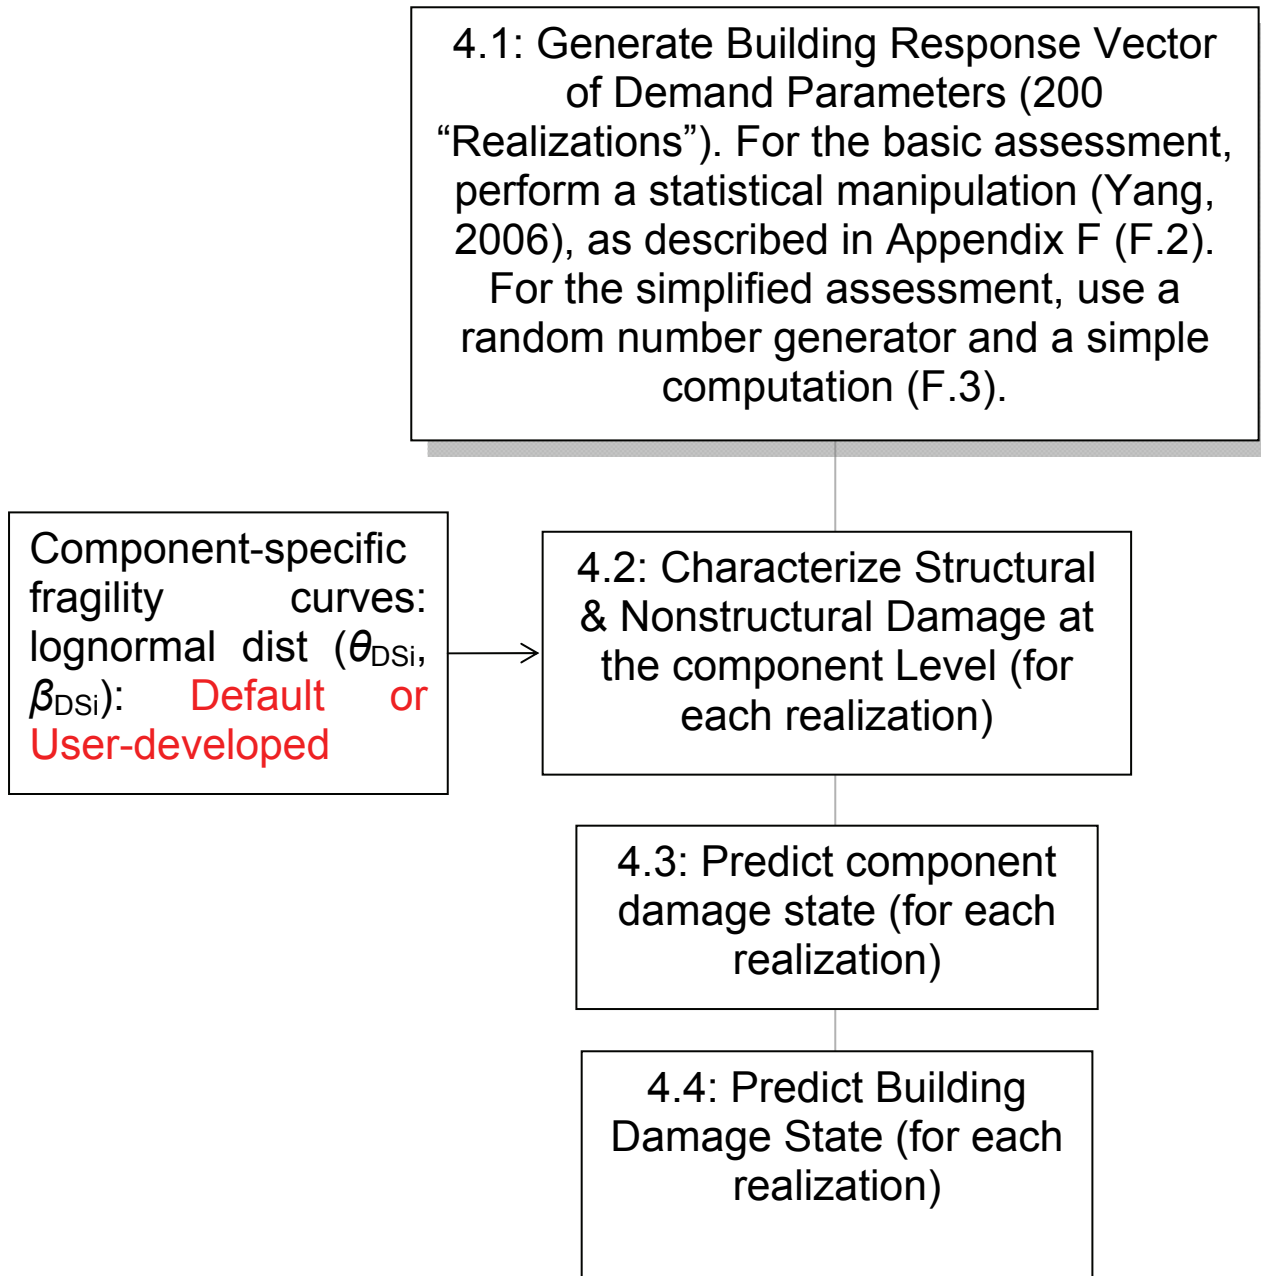 4.1: Generate Building Response Vector
of Demand Parameters (200
“Realizations”). For the basic assessment,
perform a statistical manipulation (Yang,
2006), as described in Appendix F (F.2).
For the simplified assessment, use a
random number generator and a simple
computation (F.3).
Component-specific
fragility curves:
lognormal dist (θDSi,
βDSi): Default or
User-developed
4.2: Characterize Structural
& Nonstructural Damage at
the component Level (for
each realization)
4.3: Predict component
damage state (for each
realization)
4.4: Predict Building
Damage State (for each
realization)